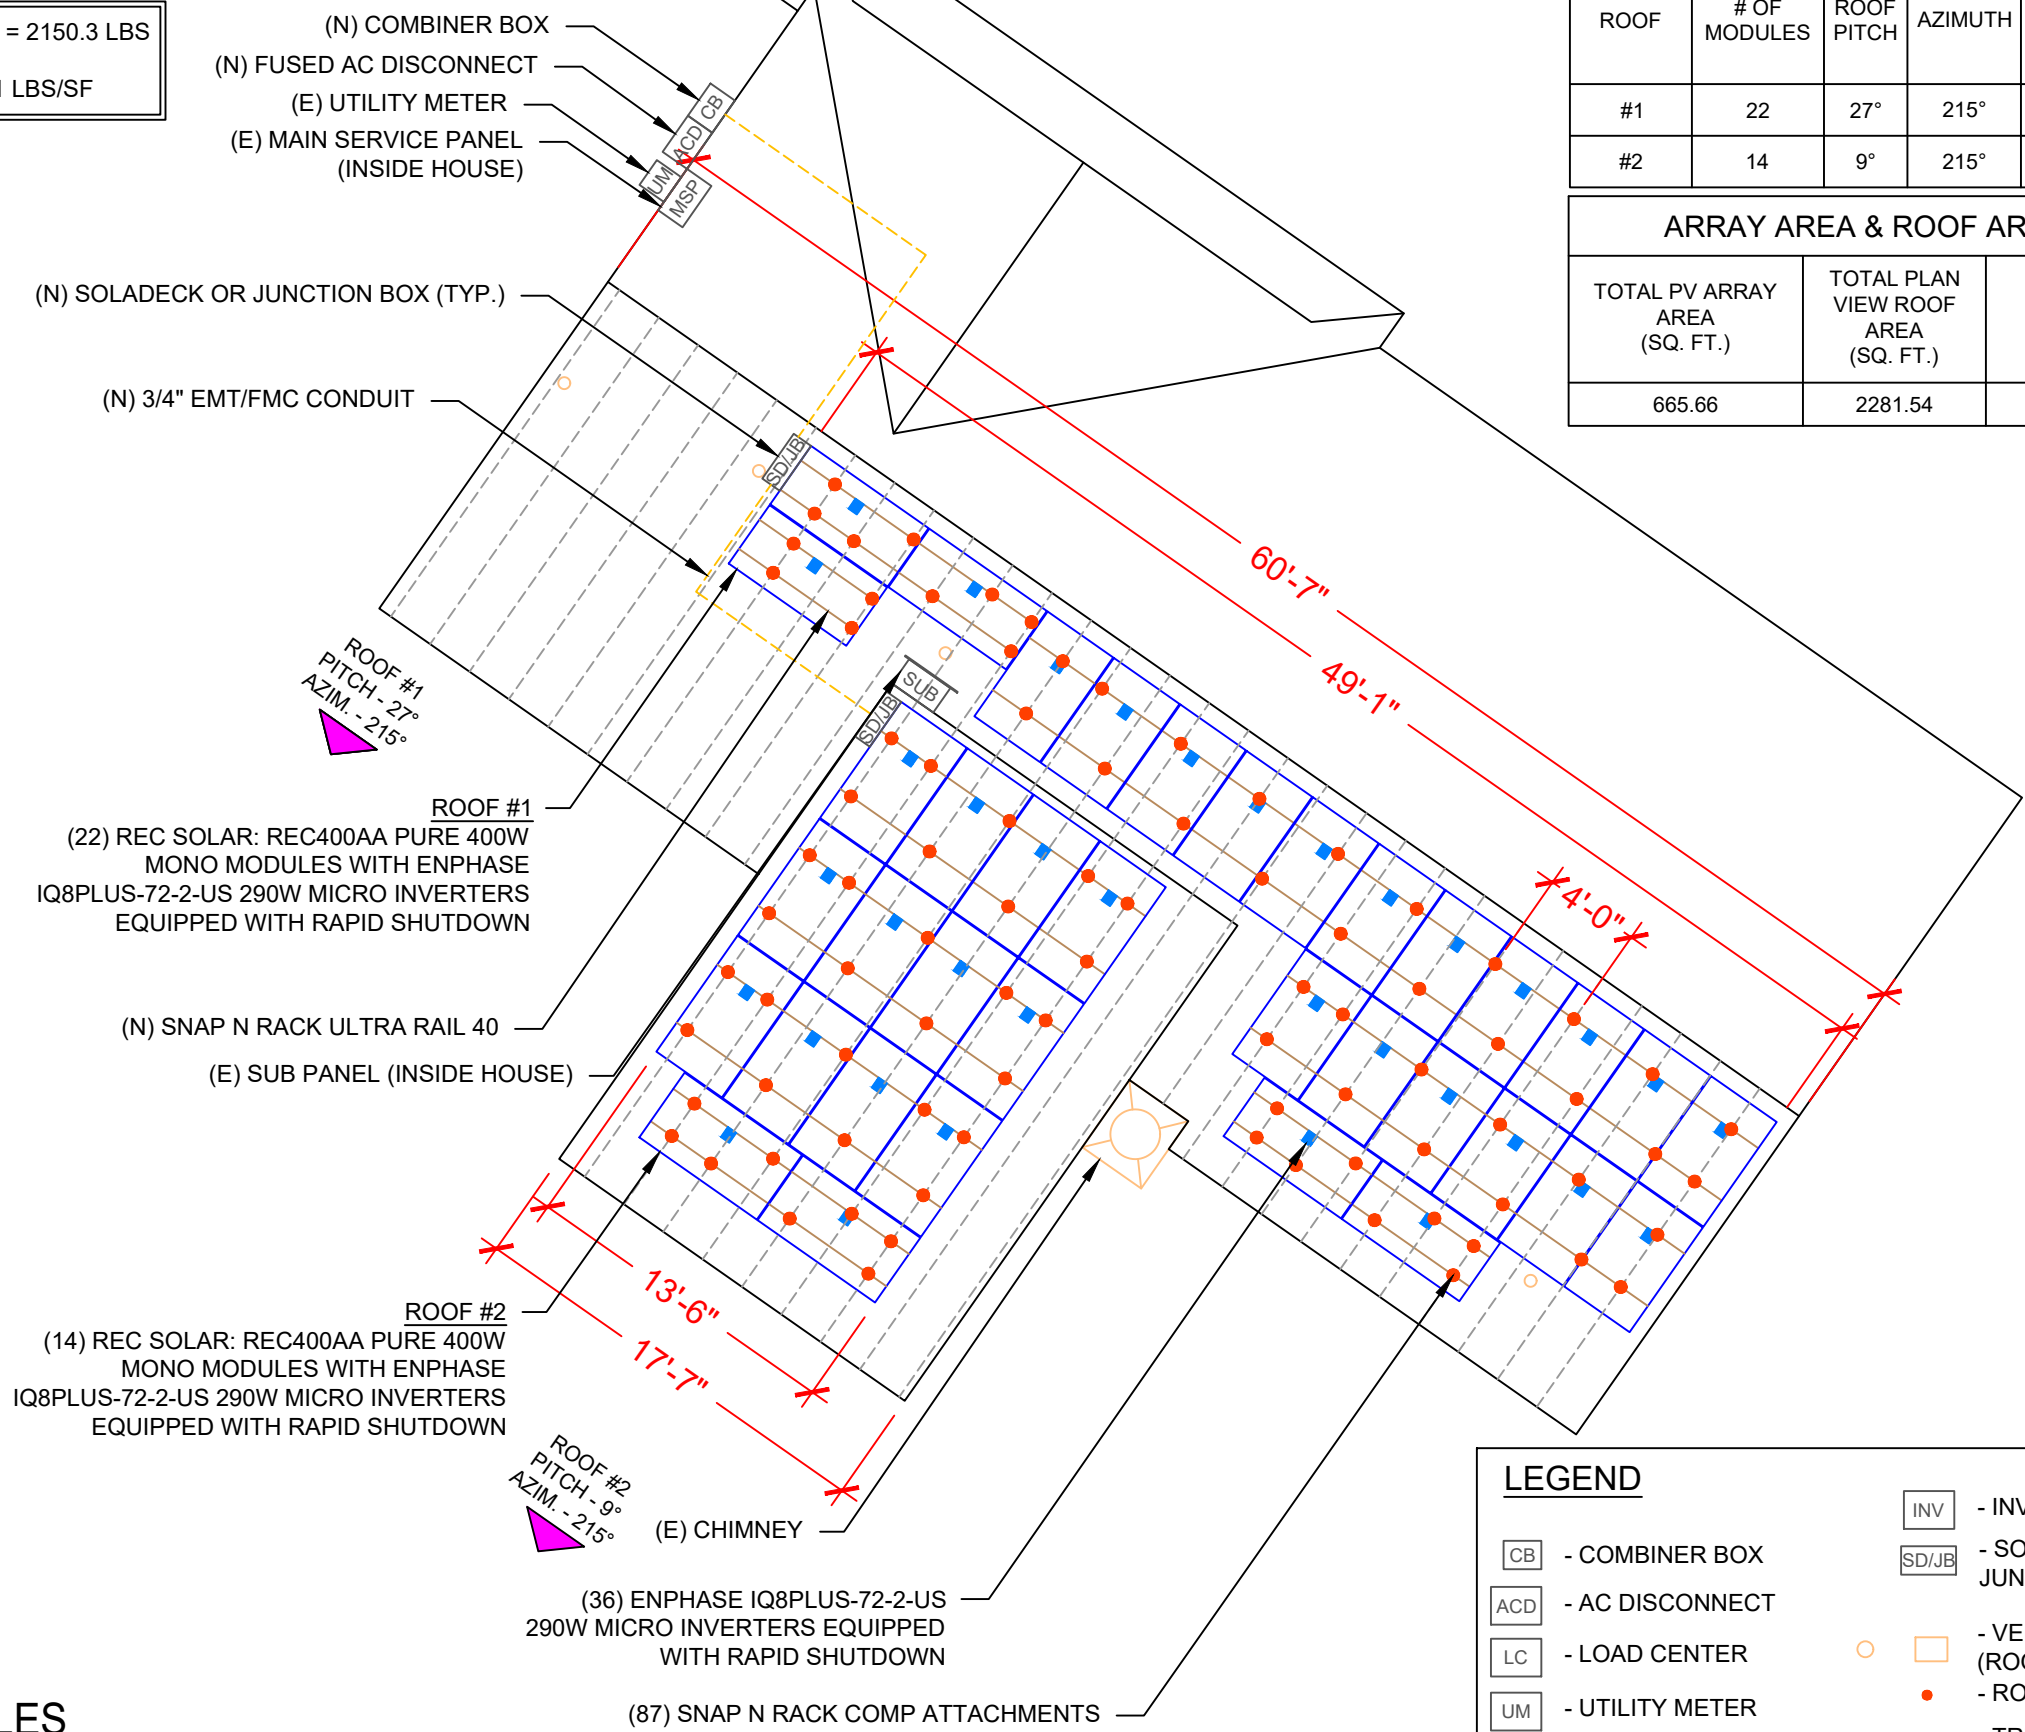 = 2150.3 LBS
LBS/SF
(N) COMBINER BOX
(N) FUSED AC DISCONNECT
(E) UTILITY METER
(E) MAIN SERVICE PANEL
(INSIDE HOUSE)
CB
ACD
UM
MSP
(N) SOLADECK OR JUNCTION BOX (TYP.)
(N) 3/4" EMT/FMC CONDUIT
SD/JB
ROOF
# OF
MODULES
ROOF
PITCH
AZIMUTH
#1
22
27°
215°
#2
14
9°
215°
ARRAY AREA & ROOF AR
TOTAL PV ARRAY
AREA
(SQ. FT.)
TOTAL PLAN
VIEW ROOF
AREA
(SQ. FT.)
665.66
2281.54
60'-7"
49'-1"
4'-0"
ROOF #1
PITCH - 27°
AZIM. - 215°
SUB
SD/JB
ROOF #1
(22) REC SOLAR: REC400AA PURE 400W
MONO MODULES WITH ENPHASE
IQ8PLUS-72-2-US 290W MICRO INVERTERS
EQUIPPED WITH RAPID SHUTDOWN
(N) SNAP N RACK ULTRA RAIL 40
(E) SUB PANEL (INSIDE HOUSE)
13'-6"
17'-7"
ROOF #2
(14) REC SOLAR: REC400AA PURE 400W
MONO MODULES WITH ENPHASE
IQ8PLUS-72-2-US 290W MICRO INVERTERS
EQUIPPED WITH RAPID SHUTDOWN
ROOF #2
PITCH - 9°
AZIM. - 215°
(E) CHIMNEY
(36) ENPHASE IQ8PLUS-72-2-US
290W MICRO INVERTERS EQUIPPED
WITH RAPID SHUTDOWN
(87) SNAP N RACK COMP ATTACHMENTS
LES
LEGEND
CB - COMBINER BOX
ACD - AC DISCONNECT
LC - LOAD CENTER
UM - UTILITY METER
INV - INV
SD/JB - SO
JUN
- VE
(ROO
- RO